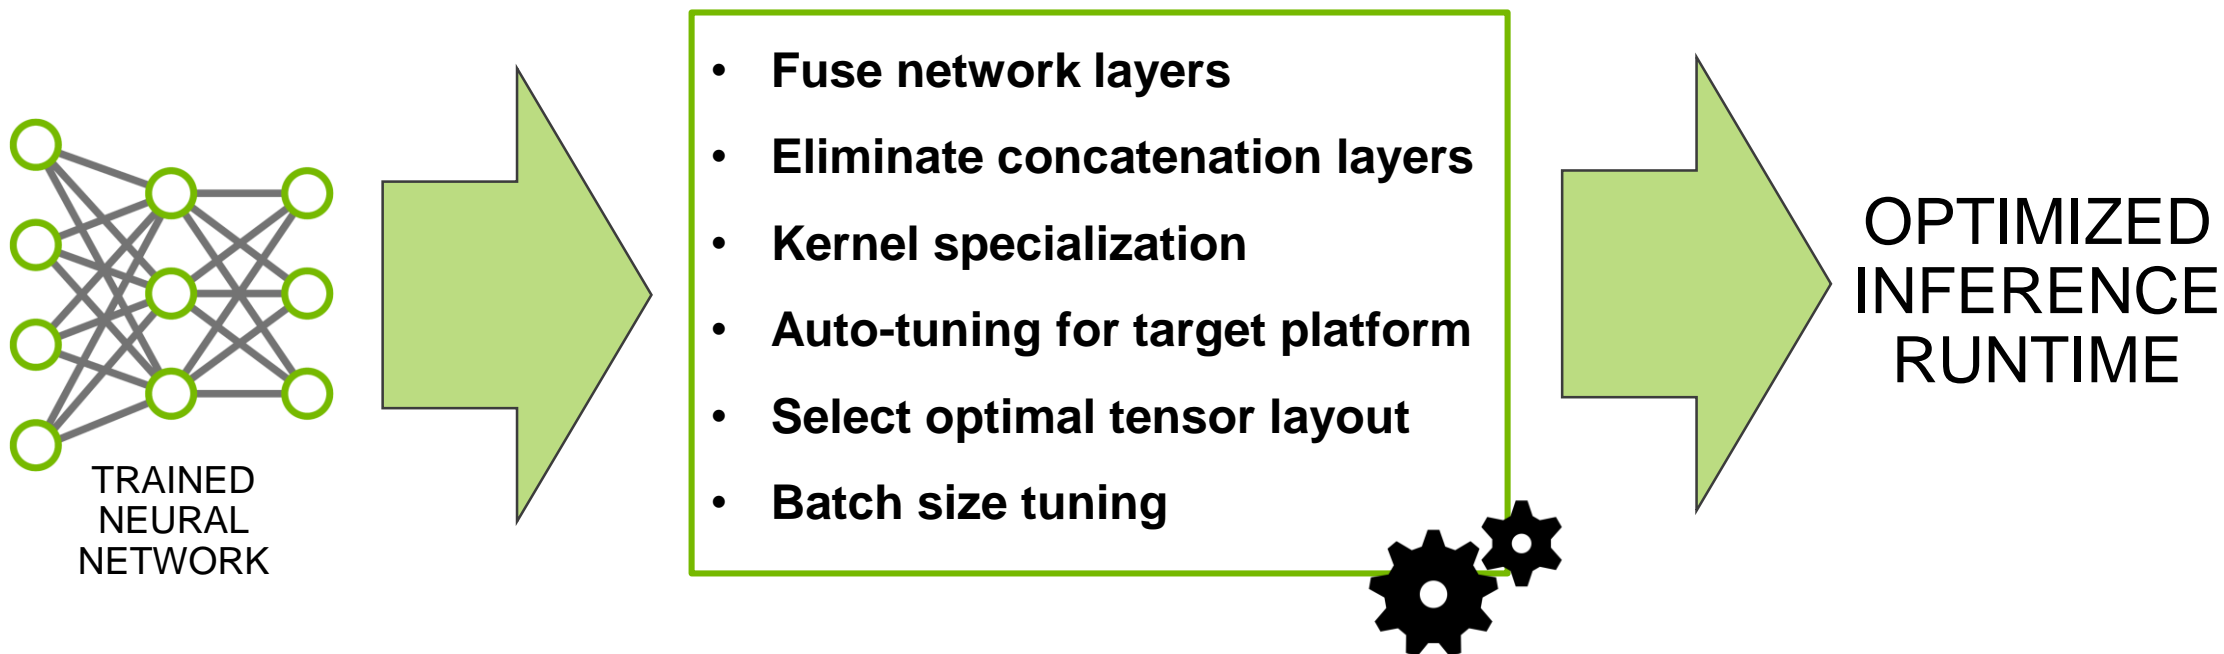 TRAINED
NEURAL
NETWORK
• Fuse network layers
• Eliminate concatenation layers
• Kernel specialization
• Auto-tuning for target platform
• Select optimal tensor layout
• Batch size tuning
OPTIMIZED
INFERENCE
RUNTIME